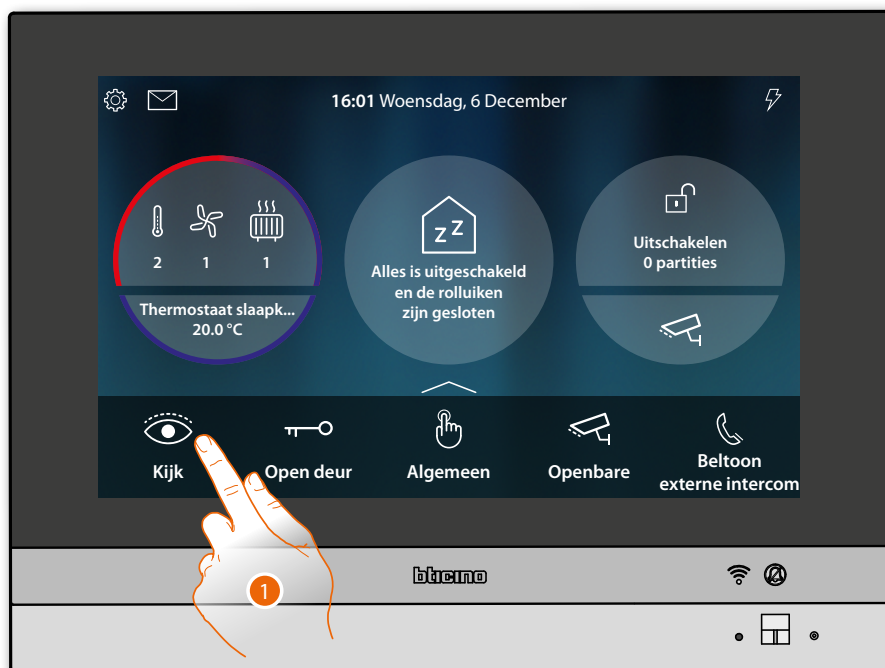 16:01 Woensdag, 6 December
2 1 1
Thermostaat slaapk...
20.0 °C
zZ
Alles is uitgeschakeld
en de rolluiken
zijn gesloten
Uitschakelen
0 partities
Kijk
Open deur
Algemeen
Openbare
Beltoon
externe intercom
1
bticino